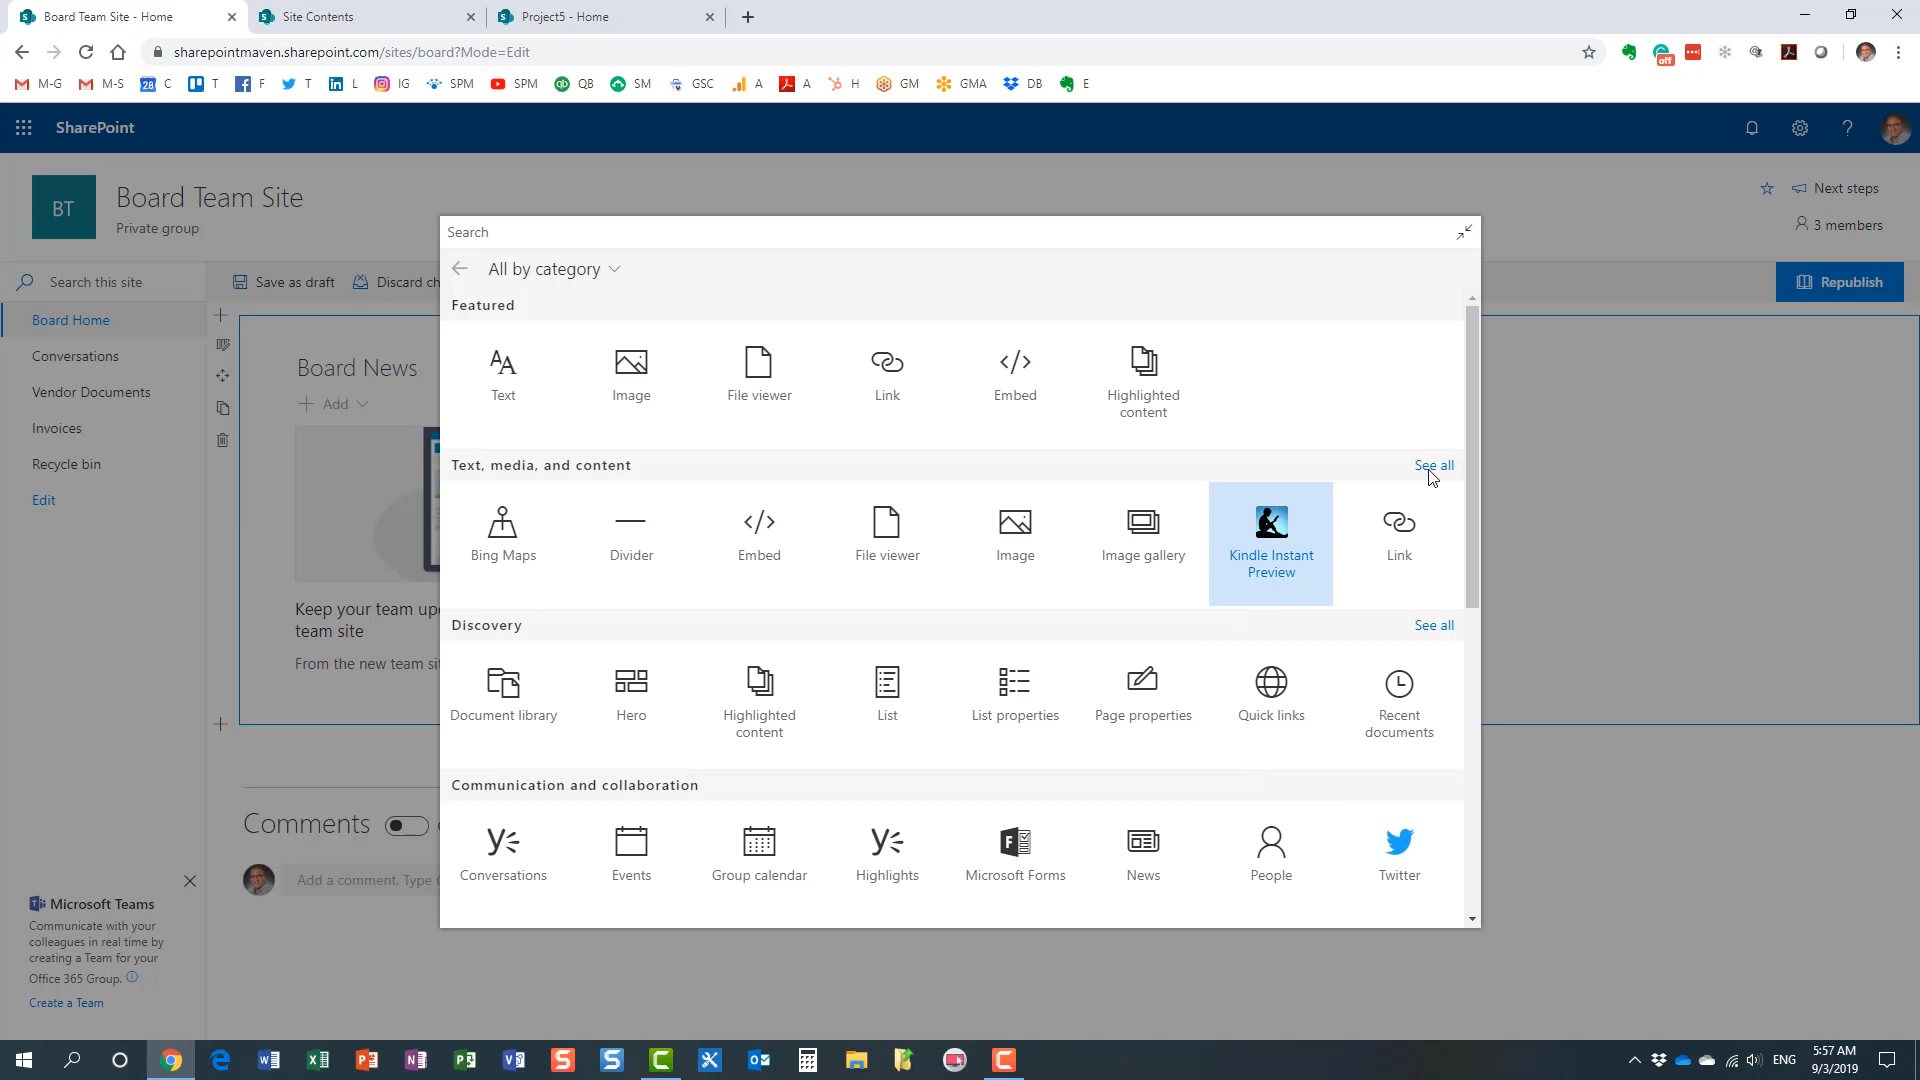 Board Team Site - Home
Site Contents
Project5 - Home
sharepointmaven.sharepoint.com/sites/board?Mode=Edit
off
M-G
M-S
28
C
T
F
T
L
IG
SPM
SPM
QB
SM
GSC
A
A
H
GM
GMA
DB
E
SharePoint
?
BT
Board Team Site
Private group
Next steps
3 members
Search this site
Save as draft
Discard ch
Republish
Board Home
Conversations
Vendor Documents
Invoices
Recycle bin
Edit
Board News
Add
Keep your team up
team site
From the new team si
Comments
Add a comment. Type
Search
All by category
Featured
Text
Image
File viewer
Link
Embed
Highlighted
content
Text, media, and content
See all
Bing Maps
Divider
Embed
File viewer
Image
Image gallery
Kindle Instant
Preview
Link
Discovery
See all
Document library
Hero
Highlighted
content
List
List properties
Page properties
Quick links
Recent
documents
Communication and collaboration
Conversations
Events
Group calendar
Highlights
Microsoft Forms
News
People
Twitter
Microsoft Teams
Communicate with your
colleagues in real time by
creating a Team for your
Office 365 Group.
Create a Team
ENG
5:57 AM
9/3/2019